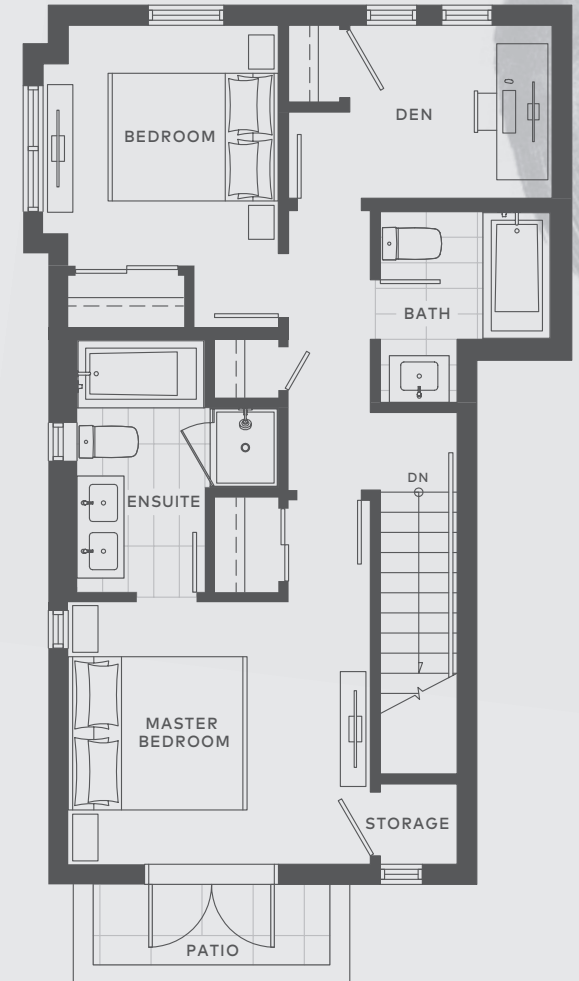 DEN
BEDROOM
BATH
DN
ENSUITE
MASTER
BEDROOM
STORAGE
PATIO